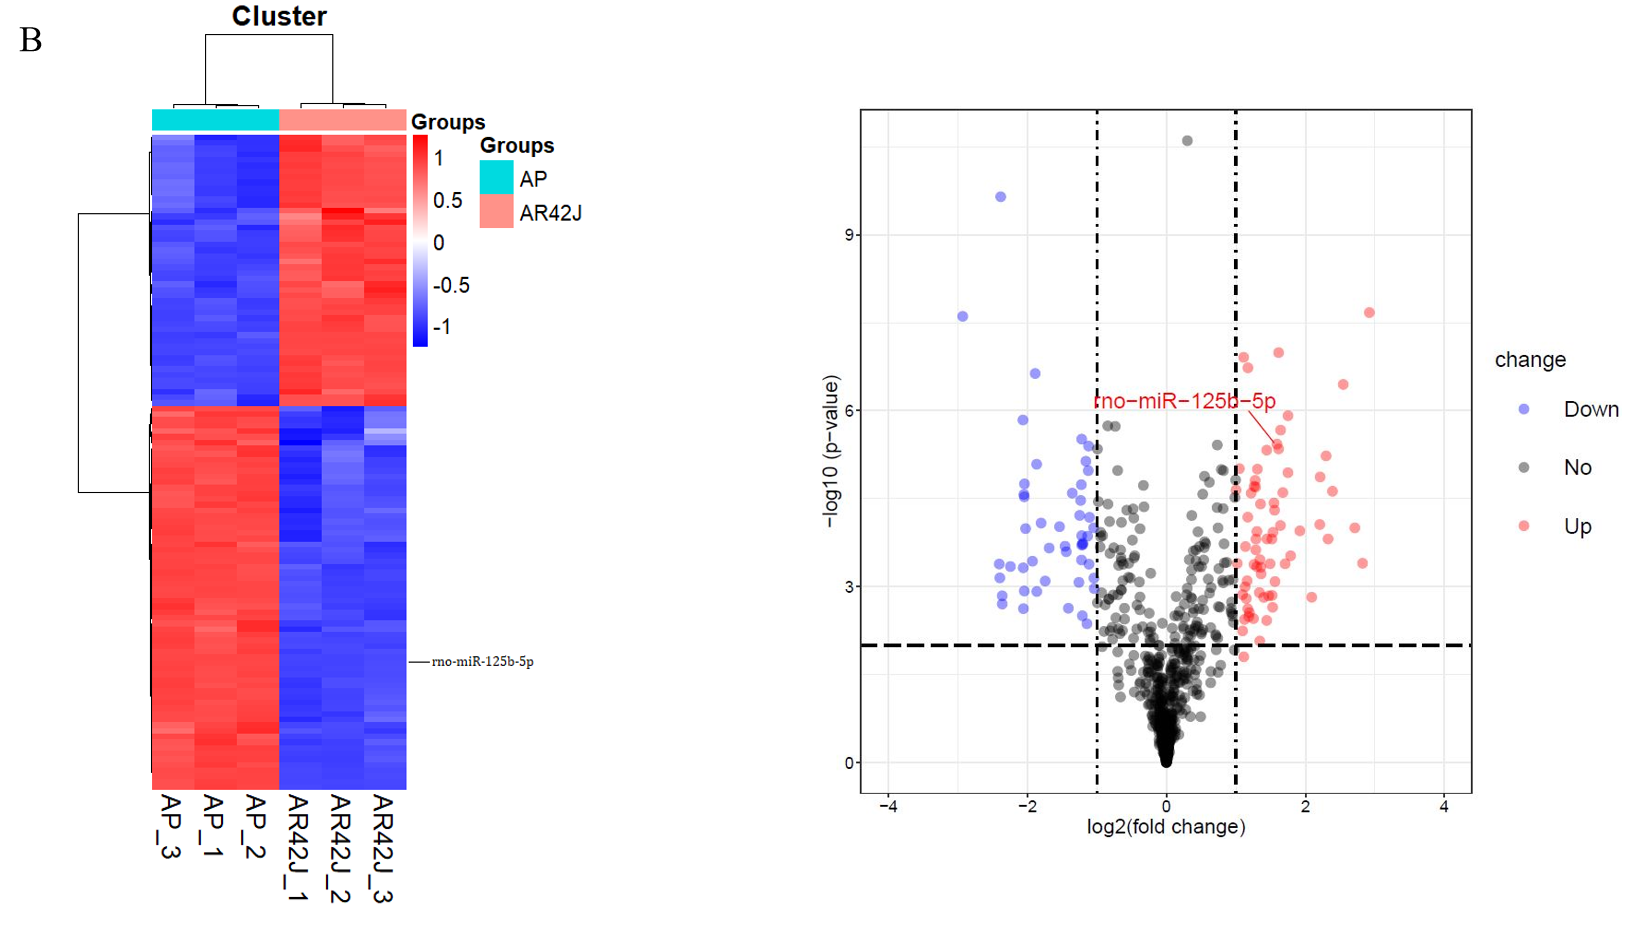 B
Cluster
Groups
1
0.5
0
-0.5
-1
Groups
AP
AR42J
rno-miR-125b-5p
AP_3
AP_1
AP_2
AR42J_1
AR42J_2
AR42J_3
−log10 (p−value)
9
6
3
0
rno−miR−125b−5p
−4
−2
0
2
4
log2(fold change)
change
Down
No
Up